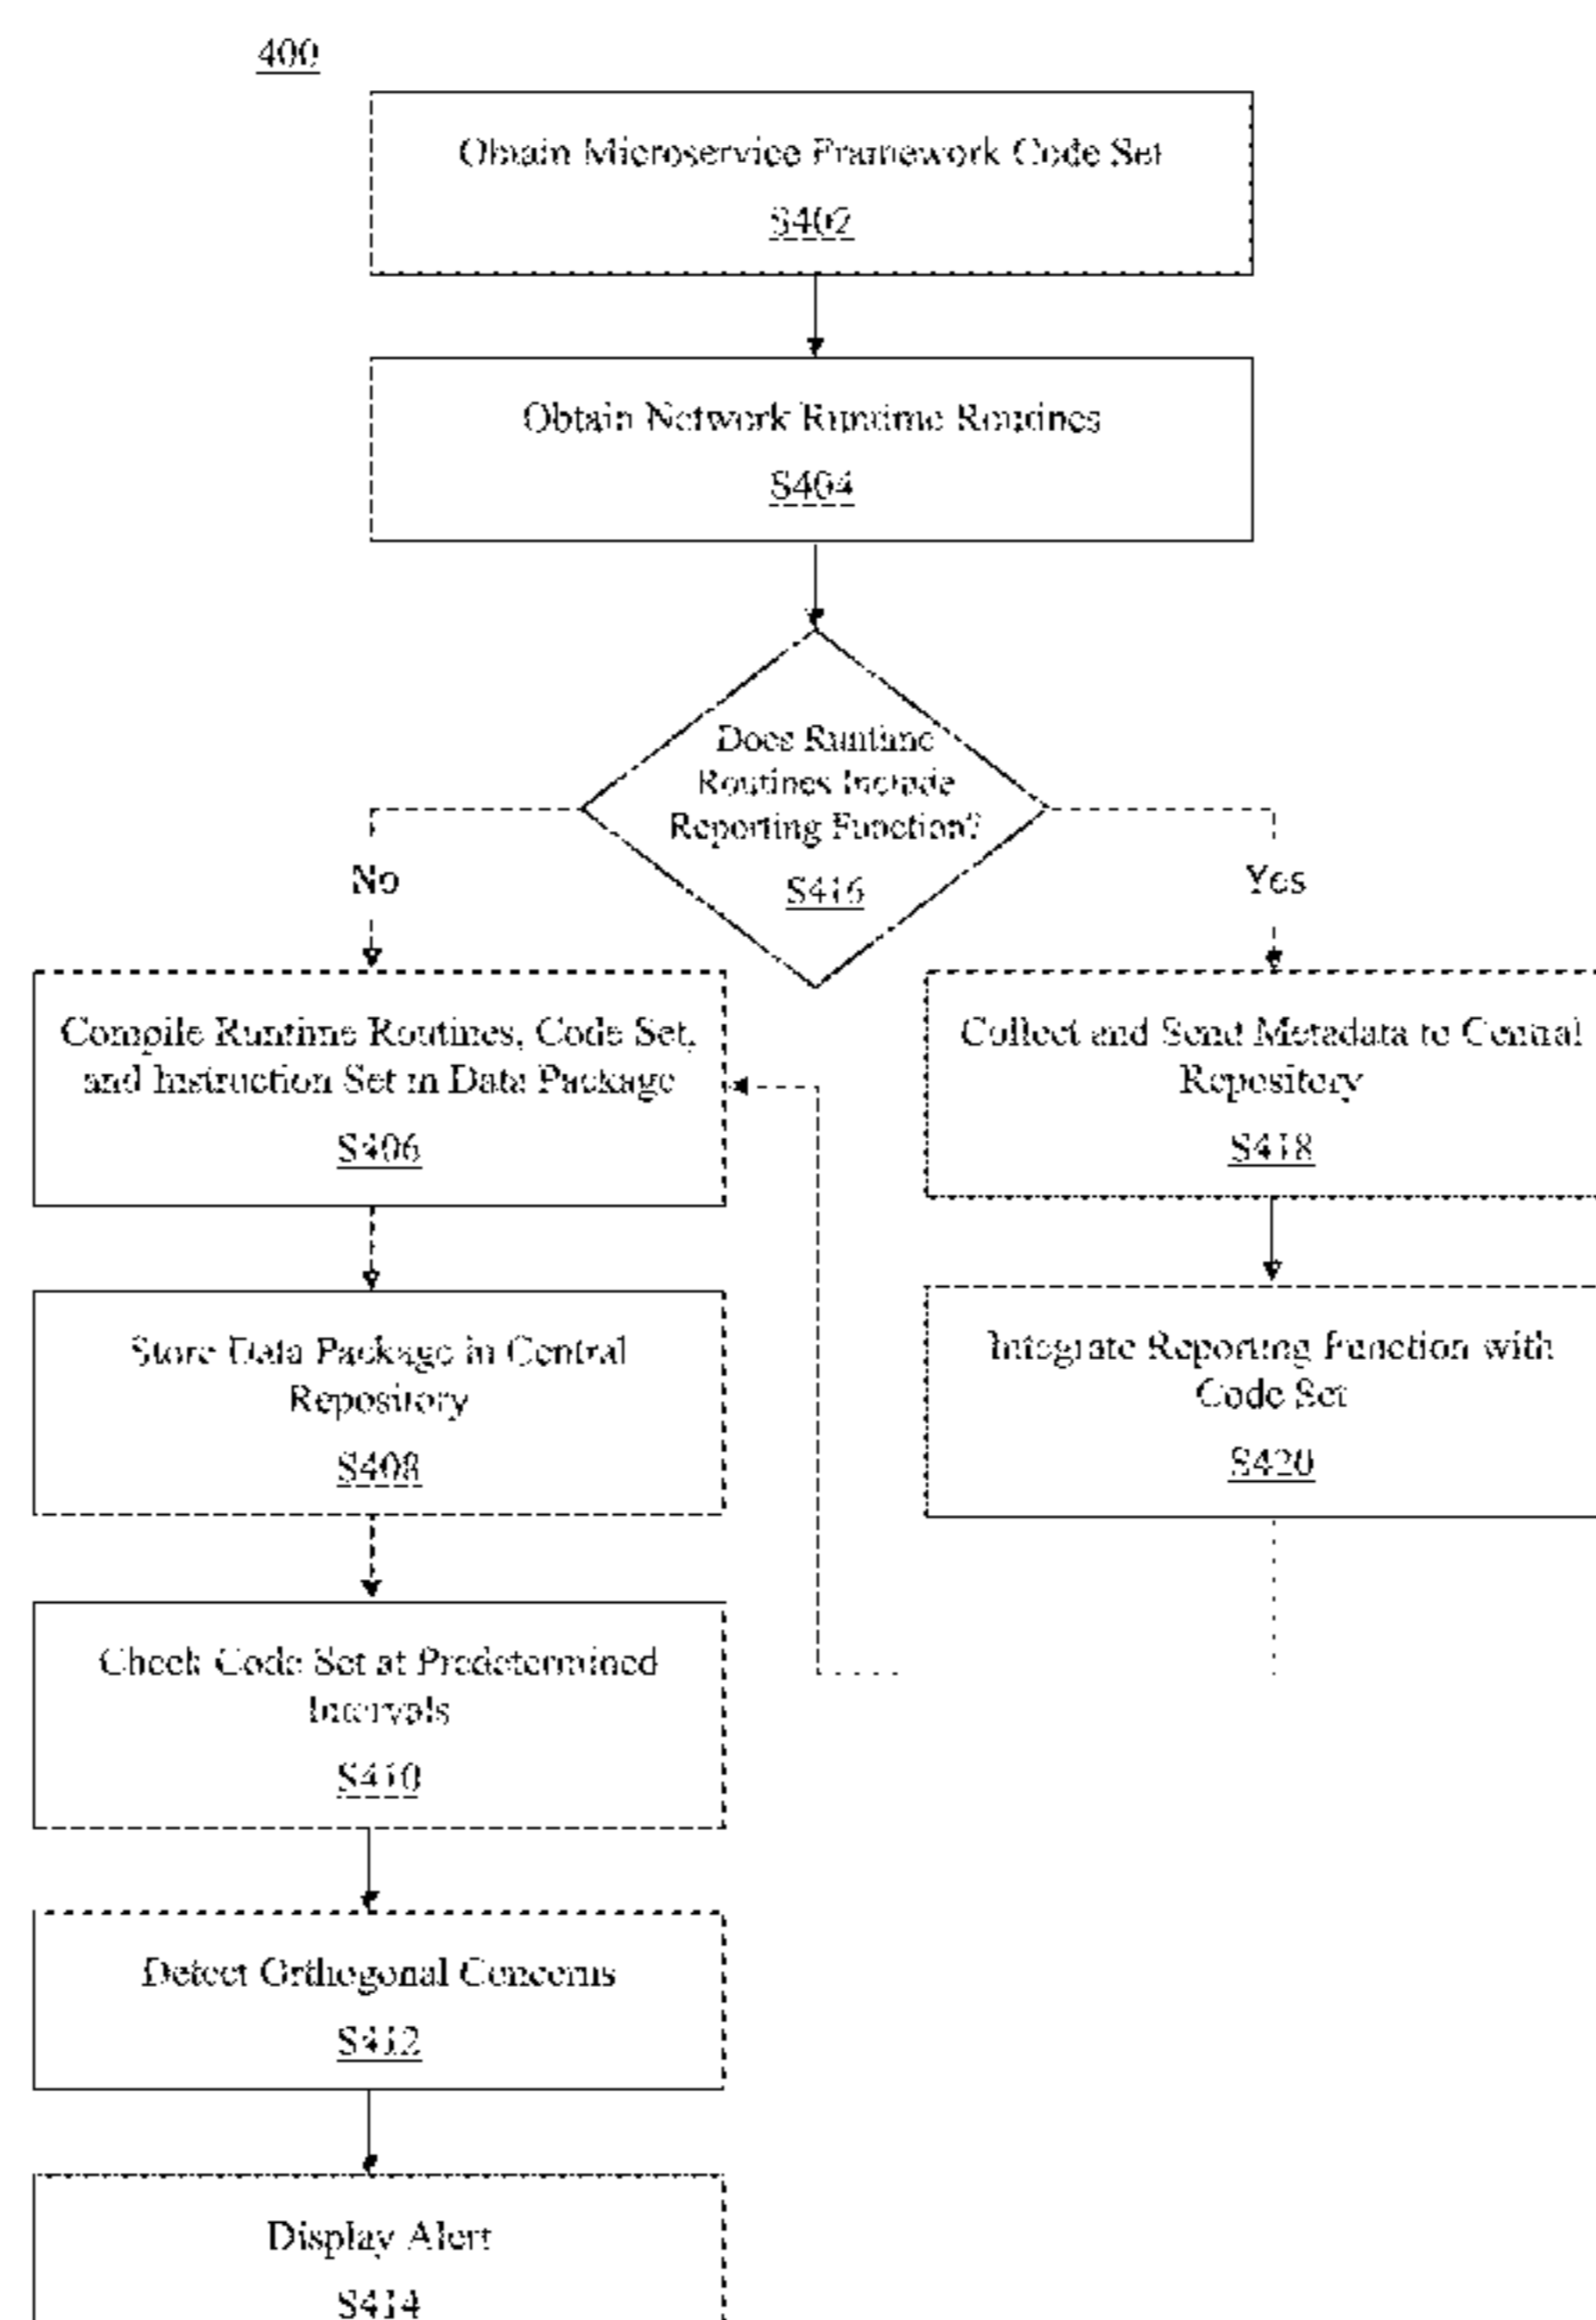 400
Obtain Microservice Framework Code Set
S402
Obtain Network Runtime Routines
S404
Does Runtime
Routines Include
Reporting Function?
S416
No
Yes
Compile Runtime Routines, Code Set,
and Instruction Set in Data Package
S406
Collect and Send Metadata to Central
Repository
S418
Store Data Package in Central
Repository
S408
Integrate Reporting Function with
Code Set
S420
Check Code Set at Predetermined
Intervals
S410
Detect Orthogonal Concerns
S412
Display Alert
S414